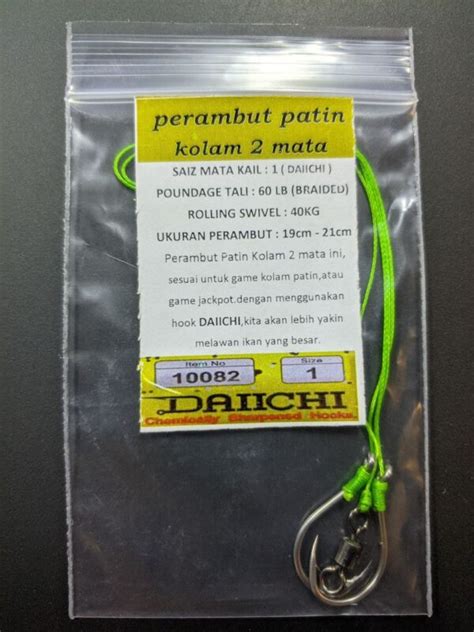 perambut patin
kolam 2 mata
SAIZ MATA KAIL : 1 ( DAIICHI )
POUNDAGE TALI : 60 LB (BRAIDED)
ROLLING SWIVEL : 40KG
UKURAN PERAMBUT : 19cm - 21cm
Perambut Patin Kolam 2 mata ini,
sesuai untuk game kolam patin,atau
game jackpot.dengan menggunakan
hook DAIICHI,kita akan lebih yakin
melawan ikan yang besar.
Item No Size
10082 1
DAIICHI
Chemically Sharpened Hooks